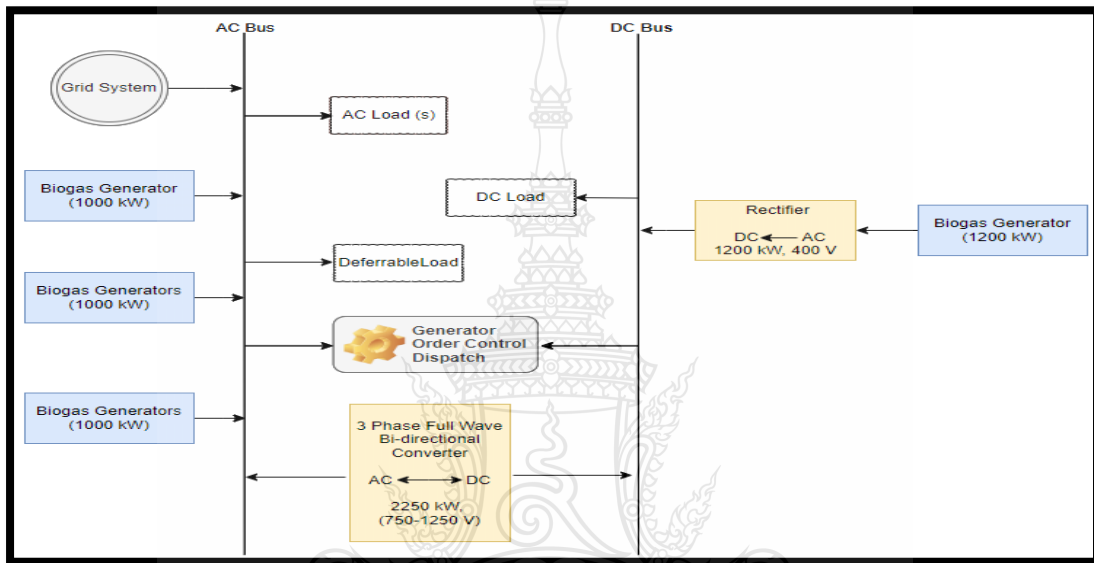 AC Bus
DC Bus
Grid System
AC Load (s)
Biogas Generator
(1000 kW)
DC Load
Rectifier
DC AC
1200 kW, 400 V
Biogas Generator
(1200 kW)
DeferrableLoad
Biogas Generators
(1000 kW)
Generator
Order Control
Dispatch
Biogas Generators
(1000 kW)
3 Phase Full Wave
Bi-directional
Converter
AC DC
2250 kW,
(750-1250 V)